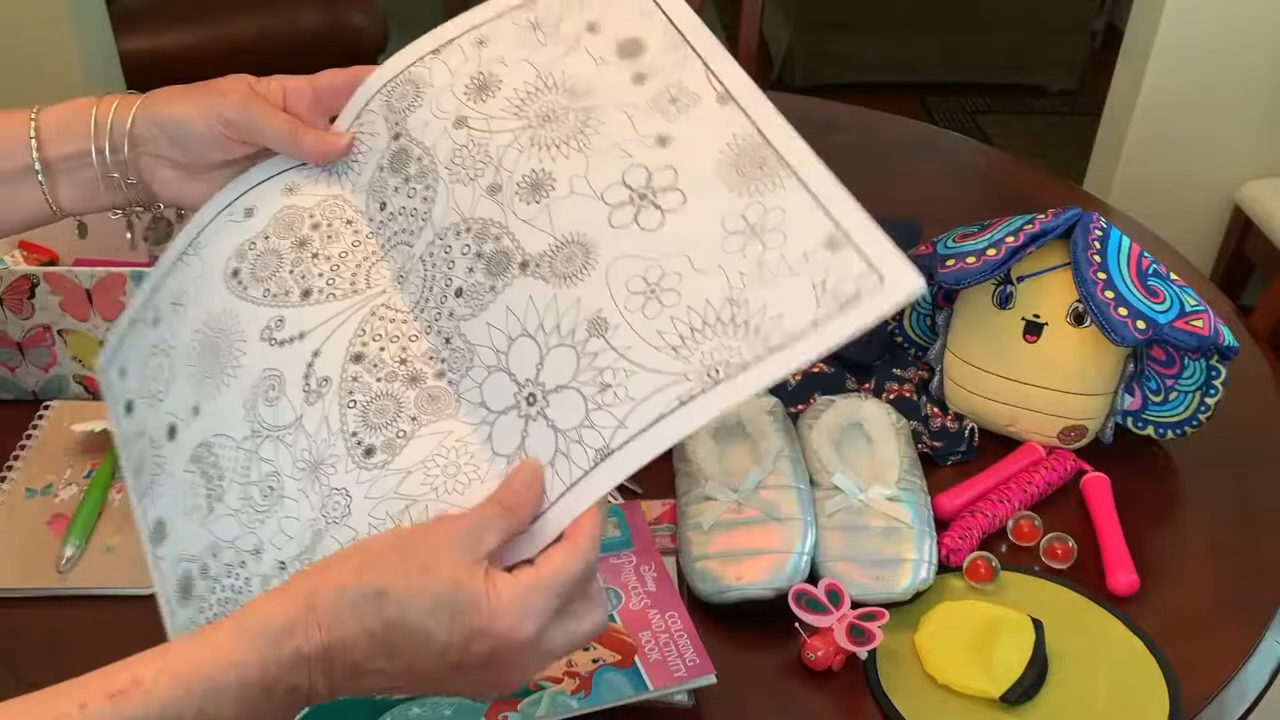 Disney
PRINCESS
COLORING
AND ACTIVITY
BOOK